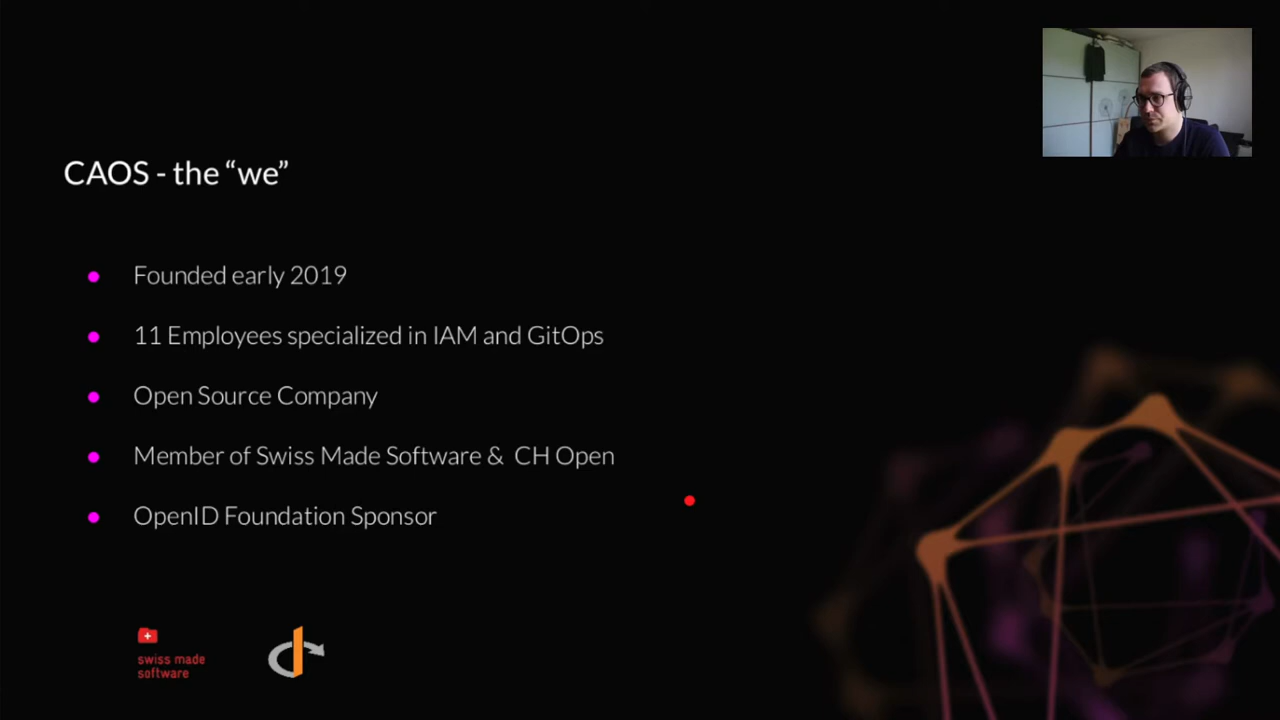 CAOS - the “we”
Founded early 2019
11 Employees specialized in IAM and GitOps
Open Source Company
Member of Swiss Made Software & CH Open
OpenID Foundation Sponsor
swiss made
software